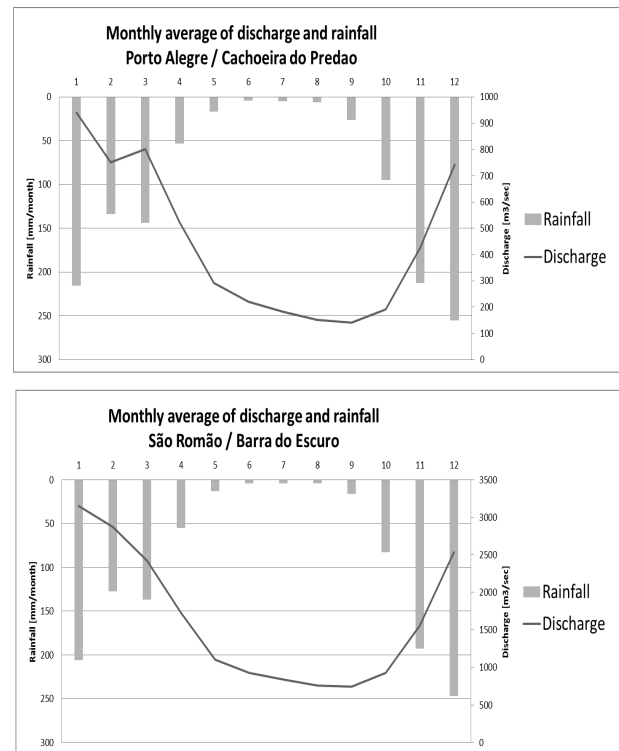 Monthly average of discharge and rainfall
Porto Alegre / Cachoeira do Predao
1 2 3 4 5 6 7 8 9 10 11 12
0
50
100
150
200
250
300
Rainfall [mm/month]
1000
900
800
700
600
500
400
300
200
100
0
Discharge [m3/sec]
Rainfall
Discharge
Monthly average of discharge and rainfall
São Romão / Barra do Escuro
1 2 3 4 5 6 7 8 9 10 11 12
0
50
100
150
200
250
300
Rainfall [mm/month]
3500
3000
2500
2000
1500
1000
500
0
Discharge [m3/sec]
Rainfall
Discharge